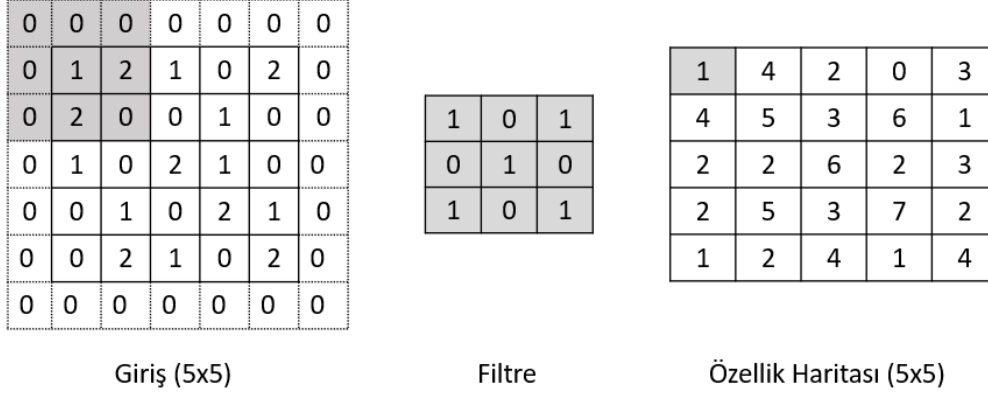 0 0 0 0 0 0 0
0 1 2 1 0 2 0
0 2 0 0 1 0 0
0 1 0 2 1 0 0
0 0 1 0 2 1 0
0 0 2 1 0 2 0
0 0 0 0 0 0 0
Giriş (5x5)
1 0 1
0 1 0
1 0 1
Filtre
1 4 2 0 3
4 5 3 6 1
2 2 6 2 3
2 5 3 7 2
1 2 4 1 4
Özellik Haritası (5x5)